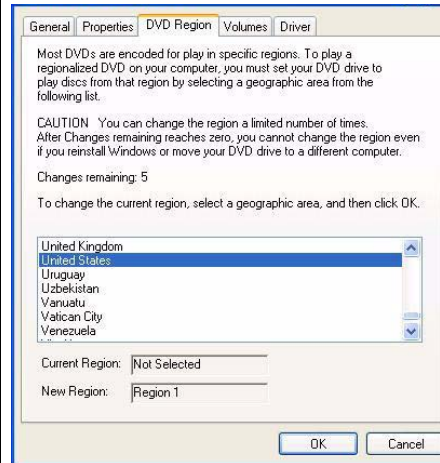 General Properties DVD Region Volumes Driver
Most DVDs are encoded for play in specific regions. To play a
regionalized DVD on your computer, you must set your DVD drive to
play discs from that region by selecting a geographic area from the
following list.
CAUTION You can change the region a limited number of times.
After Changes remaining reaches zero, you cannot change the region even
if you reinstall Windows or move your DVD drive to a different computer.
Changes remaining: 5
To change the current region, select a geographic area, and then click OK.
United Kingdom
United States
Uruguay
Uzbekistan
Vanuatu
Vatican City
Venezuela
Current Region: Not Selected
New Region: Region 1
OK Cancel